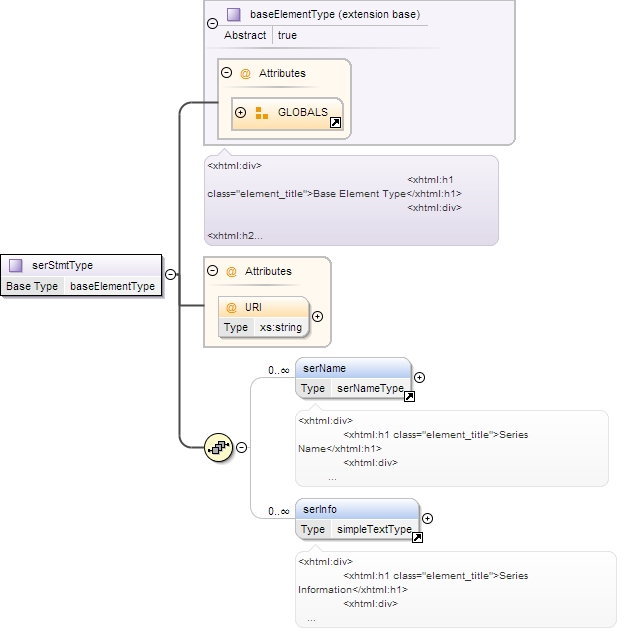 baseElementType (extension base)
Abstract true
@ Attributes
GLOBALS
<xhtml:div>
<xhtml:h1
class="element_title">Base Element Type</xhtml:h1>
<xhtml:div>
<xhtml:h2...
serStmtType
Base Type baseElementType
@ Attributes
@ URI
Type xs:string
0..∞
serName
Type serNameType
<xhtml:div>
<xhtml:h1 class="element_title">Series
Name</xhtml:h1>
<xhtml:div>
...
0..∞
serInfo
Type simpleTextType
<xhtml:div>
<xhtml:h1 class="element_title">Series
Information</xhtml:h1>
<xhtml:div>
...